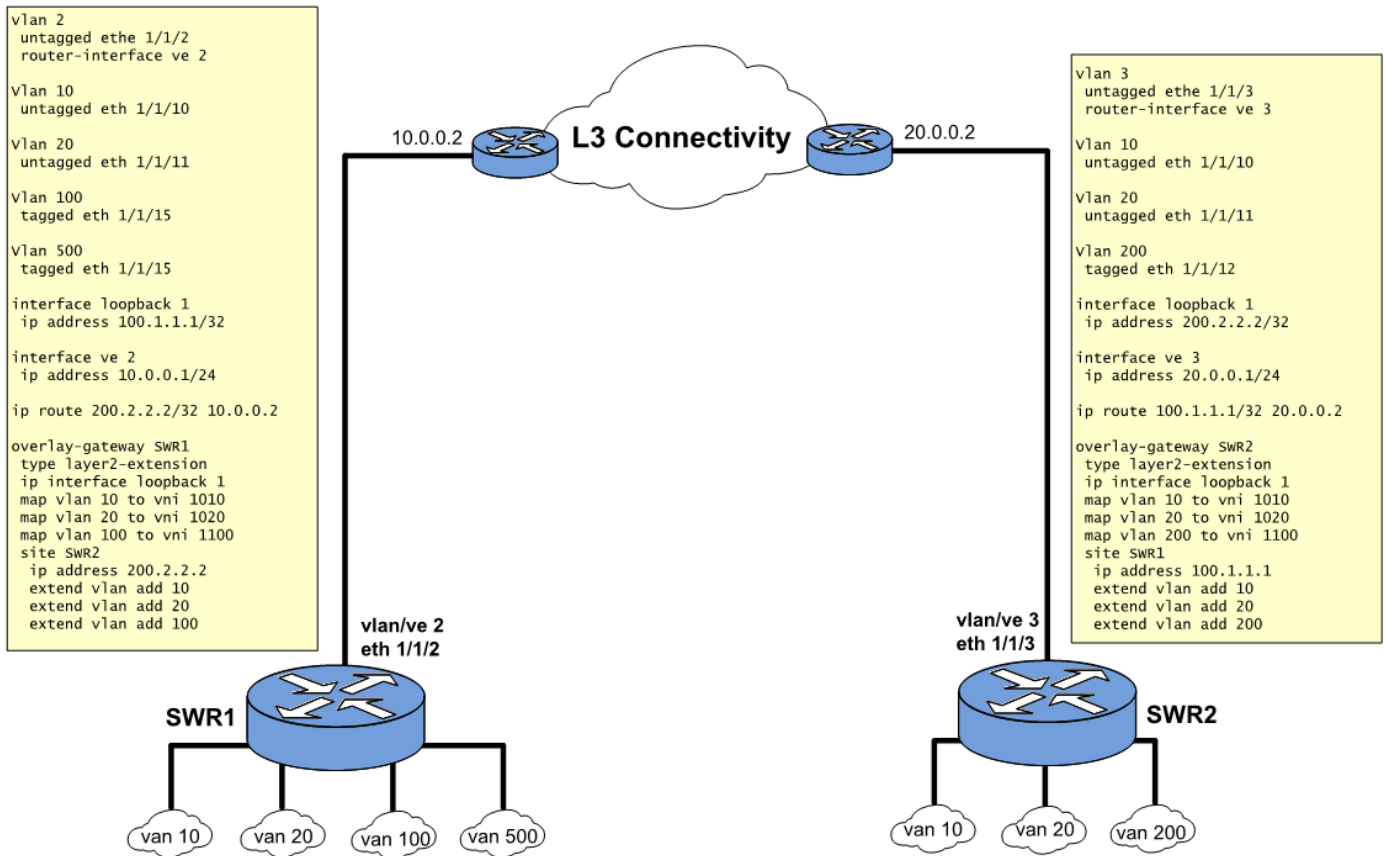 vlan 2
untagged ethe 1/1/2
router-interface ve 2
Vlan 10
untagged eth 1/1/10
Vlan 20
untagged eth 1/1/11
Vlan 100
tagged eth 1/1/15
Vlan 500
tagged eth 1/1/15
interface loopback 1
ip address 100.1.1.1/32
interface ve 2
ip address 10.0.0.1/24
ip route 200.2.2.2/32 10.0.0.2
overlay-gateway SWR1
type layer2-extension
ip interface loopback 1
map vlan 10 to vni 1010
map vlan 20 to vni 1020
map vlan 100 to vni 1100
site SWR2
ip address 200.2.2.2
extend vlan add 10
extend vlan add 20
extend vlan add 100
10.0.0.2
L3 Connectivity
20.0.0.2
vlan 3
untagged ethe 1/1/3
router-interface ve 3
Vlan 10
untagged eth 1/1/10
Vlan 20
untagged eth 1/1/11
Vlan 200
tagged eth 1/1/12
interface loopback 1
ip address 200.2.2.2/32
interface ve 3
ip address 20.0.0.1/24
ip route 100.1.1.1/32 20.0.0.2
overlay-gateway SWR2
type layer2-extension
ip interface loopback 1
map vlan 10 to vni 1010
map vlan 20 to vni 1020
map vlan 200 to vni 1100
site SWR1
ip address 100.1.1.1
extend vlan add 10
extend vlan add 20
extend vlan add 200
vlan/ve 2
eth 1/1/2
vlan/ve 3
eth 1/1/3
SWR1
SWR2
van 10
van 20
van 100
van 500
van 10
van 20
van 200